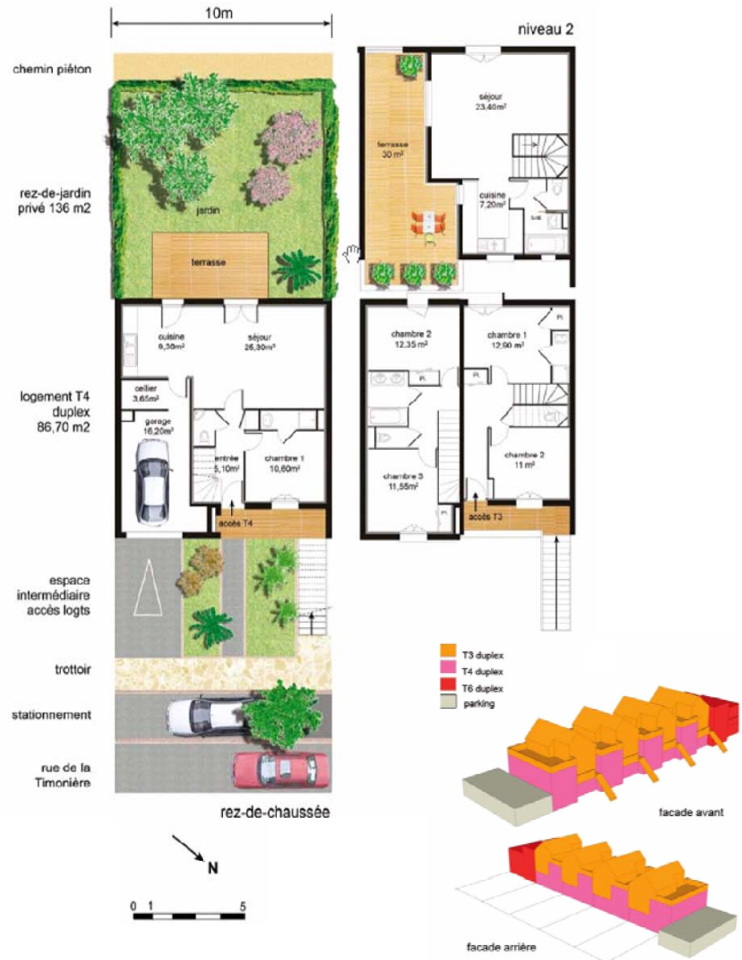 10m
niveau 2
chemin piéton
rez-de-jardin
privé 136 m2
jardin
terrasse
cuisine
9,30m²
séjour
26,30m²
cellier
3,65m²
logement T4
duplex
86,70 m2
garage
16,20m²
entrée
5,10m²
chambre 1
10,60m²
accès T4
espace
intermédiaire
accès logts
trottoir
stationnement
rue de la
Timonière
rez-de-chaussée
séjour
23,40m²
terrasse
30 m²
cuisine
7,20m²
chambre 2
12,35 m²
chambre 1
12,90 m²
Pl.
Pl.
Pl.
chambre 3
11,55m²
chambre 2
11 m²
Pl.
accès T3
T3 duplex
T4 duplex
T6 duplex
parking
facade avant
facade arrière
N
0 1 5